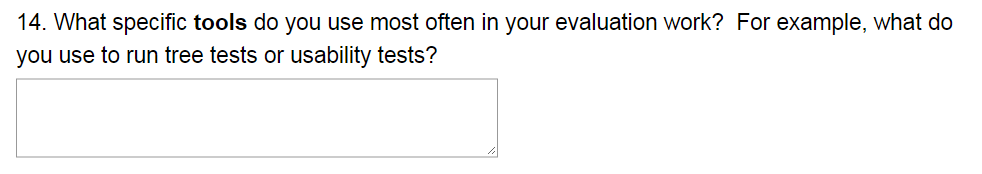 14. What specific tools do you use most often in your evaluation work?  For example, what do
you use to run tree tests or usability tests?